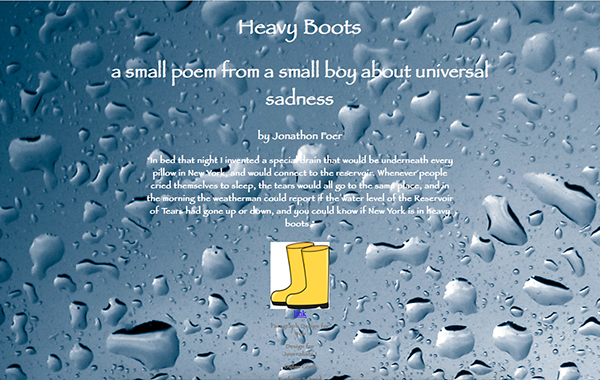 Heavy Boots
a small poem from a small boy about universal
sadness
by Jonathon Foer
"In bed that night I invented a special drain that would be underneath every
pillow in New York, and would connect to the reservoir. Whenever people
cried themselves to sleep, the tears would all go to the same place, and in
the morning the weatherman could report if the water level of the Reservoir
of Tears had gone up or down, and you could know if New York is in heavy
boots."
link